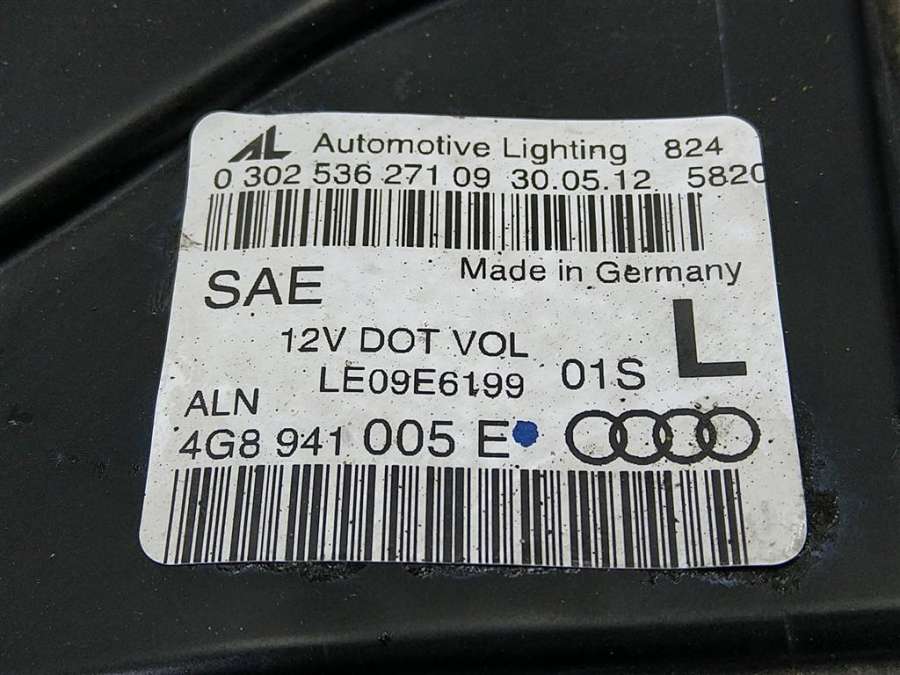 AL Automotive Lighting 824
0 302 536 271 09 30.05.12 5820
Made in Germany
SAE
L
12V DOT VOL
LE09E6199 01S
ALN
4G8 941 005 E